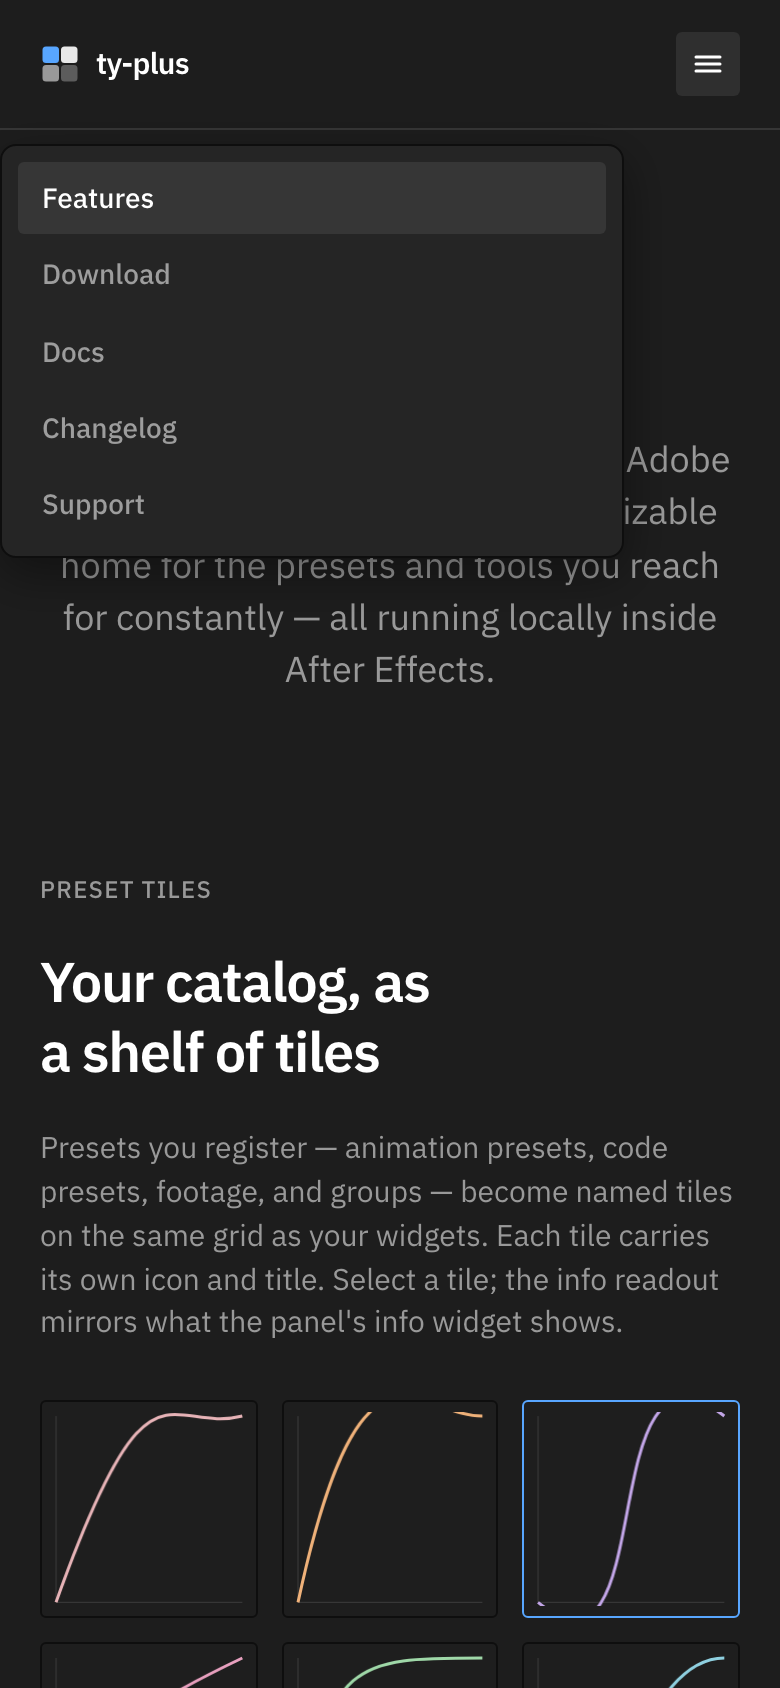 ty-plus
Features
Download
Docs
Changelog
Support
Adobe
izable
home for the presets and tools you reach
for constantly — all running locally inside
After Effects.
PRESET TILES
Your catalog, as
a shelf of tiles
Presets you register — animation presets, code
presets, footage, and groups — become named tiles
on the same grid as your widgets. Each tile carries
its own icon and title. Select a tile; the info readout
mirrors what the panel's info widget shows.